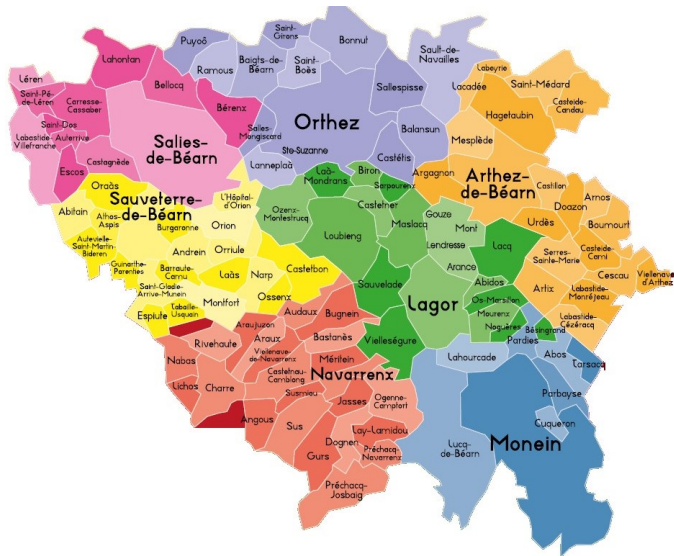 Saint-
Girons
Bonnut
Puyoô
Baigts-de-
Béarn
Sault-de-
Navailles
Lahontan
Ramous
Saint-
Boès
Labeyrie
Saint-Médard
Léren
Bellocq
Sallespisse
Lacadée
Saint-Pé-
de-Léren
Carresse-
Cassaber
Bérenz
Hagetaubin
Casteide-
Candau
Orthez
Saint-Dos
Salles-
Mongiscard
Balansun
Labastide-
Villefranche
Auterrive
Salies-
de-Béarn
Ste-Suzanne
Mesplède
Castagnède
Lanneplaà
Castétis
Escos
Laà-
Mondrans
Biron
Argagnon
Arthez-
de-Béarn
Oraàs
Sarpourenx
Castillon
Sauveterre-
de-Béarn
L'Hôpital-
d'Orion
Castetner
Doazon
Arnos
Abitain
Athos-
Aspis
Ozenx-
Montestrucq
Maslacq
Gouze
Mont
Urdès
Boumourt
Burgaronne
Orion
Loubieng
Autevielle-
Saint-Martin-
Bideren
Andrein
Orriule
Lendresse
Lacq
Serres-
Sainte-Marie
Casteide-
Cami
Guinarthe-
Parenties
Barraute-
Camu
Laàs
Narp
Castetbon
Arance
Cescau
Viellenave-
d'Arthez
Saint-Gladie-
Arrive-Munein
Sauvelade
Abidos
Artix
Labastide-
Monréjeau
Montfort
Ossenx
Lagor
Os-Marsillon
Tabaille-
Usquain
Audaux
Bugnein
Mourenx
Espiute
Noguères
Bésingrand
Labastide-
Cézéracq
Araujuzon
Araux
Bastanès
Vielleségure
Pardies
Rivehaute
Viellenave-
de-Navarrenx
Méritein
Lahourcade
Abos
Tarsacq
Nabas
Castetnau-
Camblong
Navarrenx
Lichos
Charre
Susmiou
Jasses
Ogenne-
Camptort
Parbayse
Angous
Sus
Lay-Lamidou
Cuqueron
Dognen
Monein
Gurs
Préchacq-
Navarrenx
Lucq-
de-Béarn
Préchacq-
Josbaig